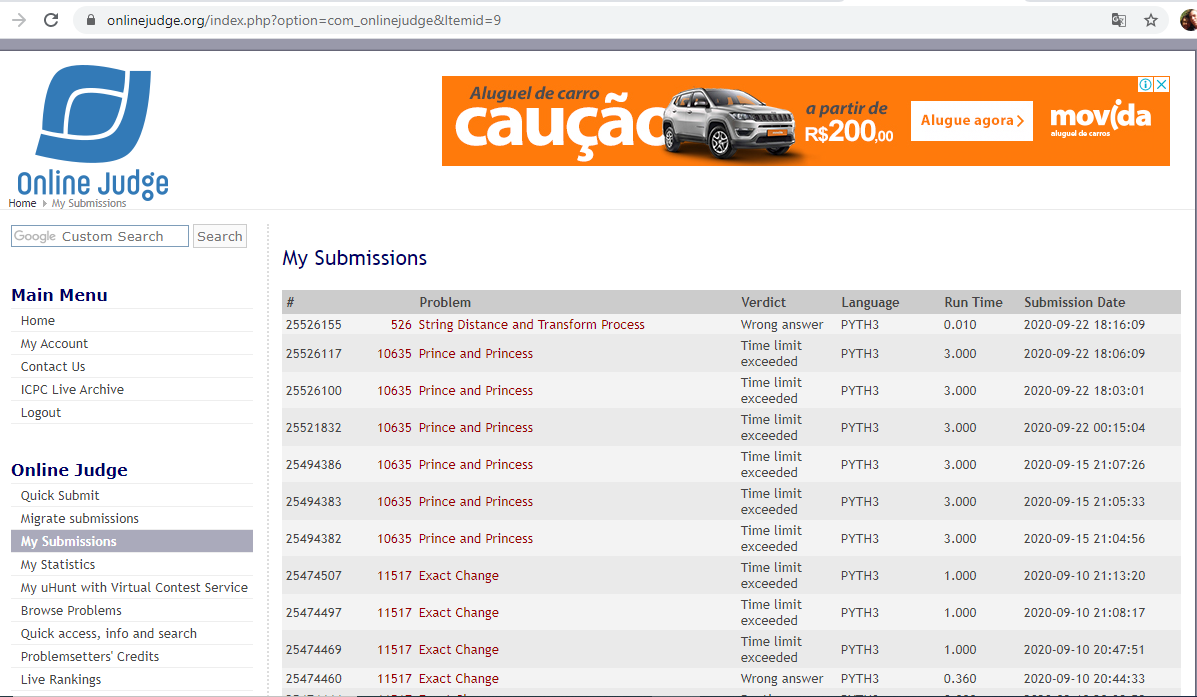 onlinejudge.org/index.php?option=com_onlinejudge&Itemid=9
Online Judge
Aluguel de carro
caução
a partir de
R$200,00
Alugue agora
movida
aluguel de carros
Home My Submissions
Google Custom Search Search
Main Menu
Home
My Account
Contact Us
ICPC Live Archive
Logout
Online Judge
Quick Submit
Migrate submissions
My Submissions
My Statistics
My uHunt with Virtual Contest Service
Browse Problems
Quick access, info and search
Problemsetters' Credits
Live Rankings
My Submissions
# Problem Verdict Language Run Time Submission Date
25526155 526 String Distance and Transform Process Wrong answer PYTH3 0.010 2020-09-22 18:16:09
25526117 10635 Prince and Princess Time limit exceeded PYTH3 3.000 2020-09-22 18:06:09
25526100 10635 Prince and Princess Time limit exceeded PYTH3 3.000 2020-09-22 18:03:01
25521832 10635 Prince and Princess Time limit exceeded PYTH3 3.000 2020-09-22 00:15:04
25494386 10635 Prince and Princess Time limit exceeded PYTH3 3.000 2020-09-15 21:07:26
25494383 10635 Prince and Princess Time limit exceeded PYTH3 3.000 2020-09-15 21:05:33
25494382 10635 Prince and Princess Time limit exceeded PYTH3 3.000 2020-09-15 21:04:56
25474507 11517 Exact Change Time limit exceeded PYTH3 1.000 2020-09-10 21:13:20
25474497 11517 Exact Change Time limit exceeded PYTH3 1.000 2020-09-10 21:08:17
25474469 11517 Exact Change Time limit exceeded PYTH3 1.000 2020-09-10 20:47:51
25474460 11517 Exact Change Wrong answer PYTH3 0.360 2020-09-10 20:44:33